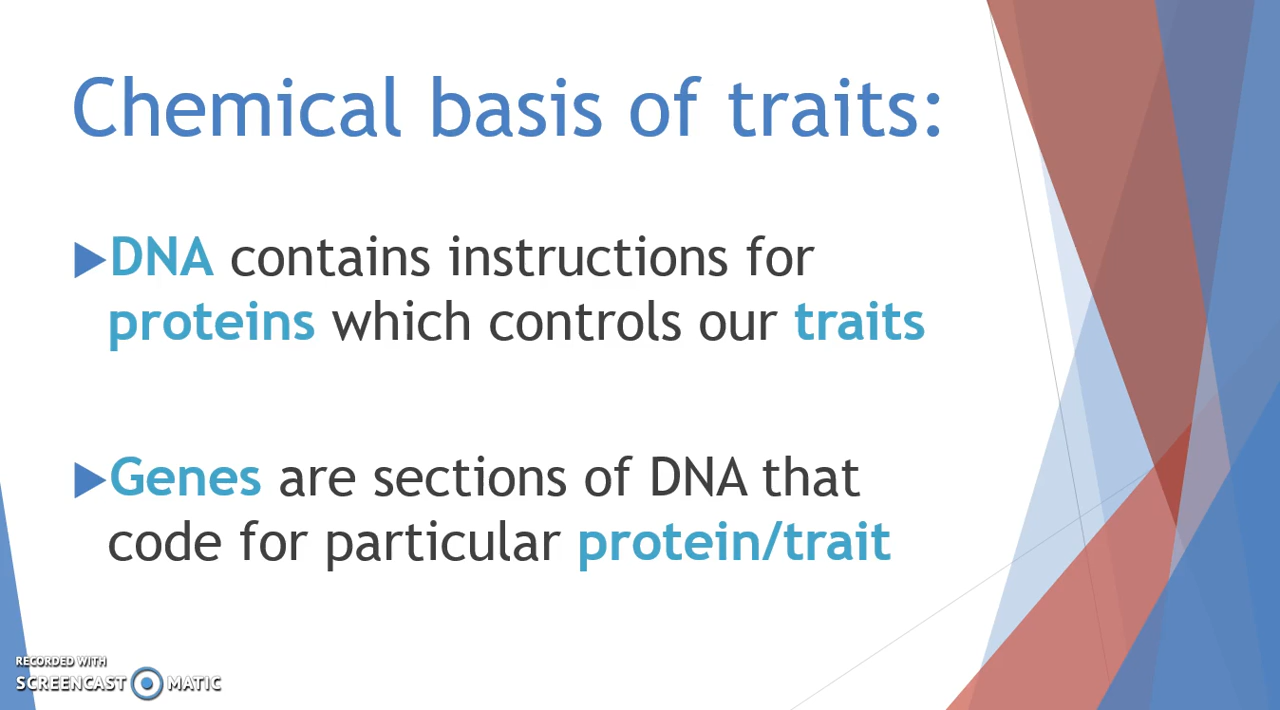 Chemical basis of traits:
DNA contains instructions for
proteins which controls our traits
Genes are sections of DNA that
code for particular protein/trait
RECORDED WITH
SCREENCAST MATIC